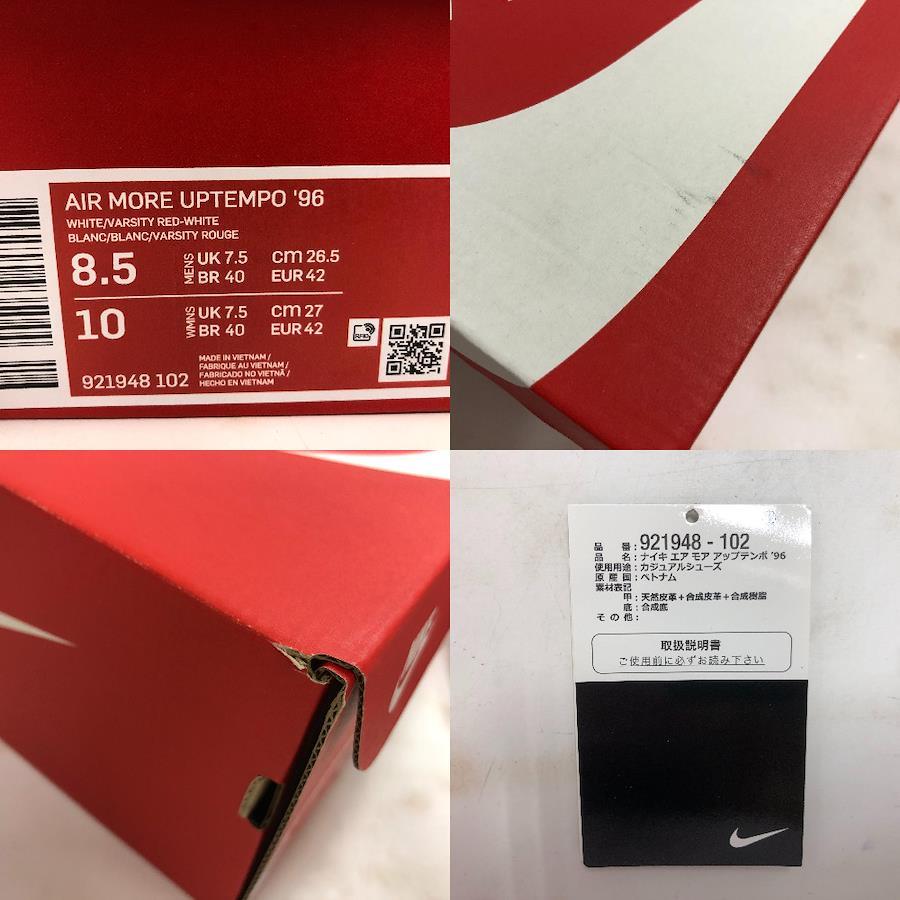 AIR MORE UPTEMPO '96
WHITE/VARSITY RED-WHITE
BLANC/BLANC/VARSITY ROUGE
8.5 MENS UK 7.5 cm 26.5
BR 40 EUR 42
10 WMNS UK 7.5 cm 27
BR 40 EUR 42
RFID
921948 102
MADE IN VIETNAM /
FABRIQUE AU VIETNAM /
FABRICADO NO VIETNÃ /
HECHO EN VIETNAM
品 番：921948 - 102
品 名：ナイキ エア モア アップテンポ '96
使用用途：カジュアルシューズ
原 産 国：ベトナム
素材表記
甲：天然皮革＋合成皮革＋合成樹脂
底：合成底
そ の 他：
取扱説明書
ご使用前に必ずお読み下さい